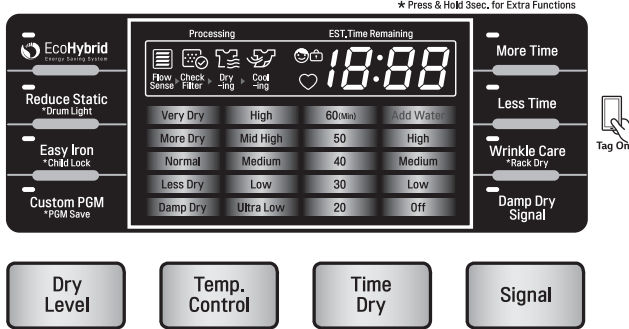 * Press & Hold 3sec. for Extra Functions
Processing
EST.Time Remaining
EcoHybrid
Energy Saving System
Flow Sense
Check Filter
Dry -ing
Cool -ing
18:88
More Time
Reduce Static
*Drum Light
Less Time
Easy Iron
*Child Lock
Wrinkle Care
*Rack Dry
Custom PGM
*PGM Save
Damp Dry
Signal
Tag On
Very Dry High 60(Min) Add Water
More Dry Mid High 50 High
Normal Medium 40 Medium
Less Dry Low 30 Low
Damp Dry Ultra Low 20 Off
Dry
Level
Temp.
Control
Time
Dry
Signal